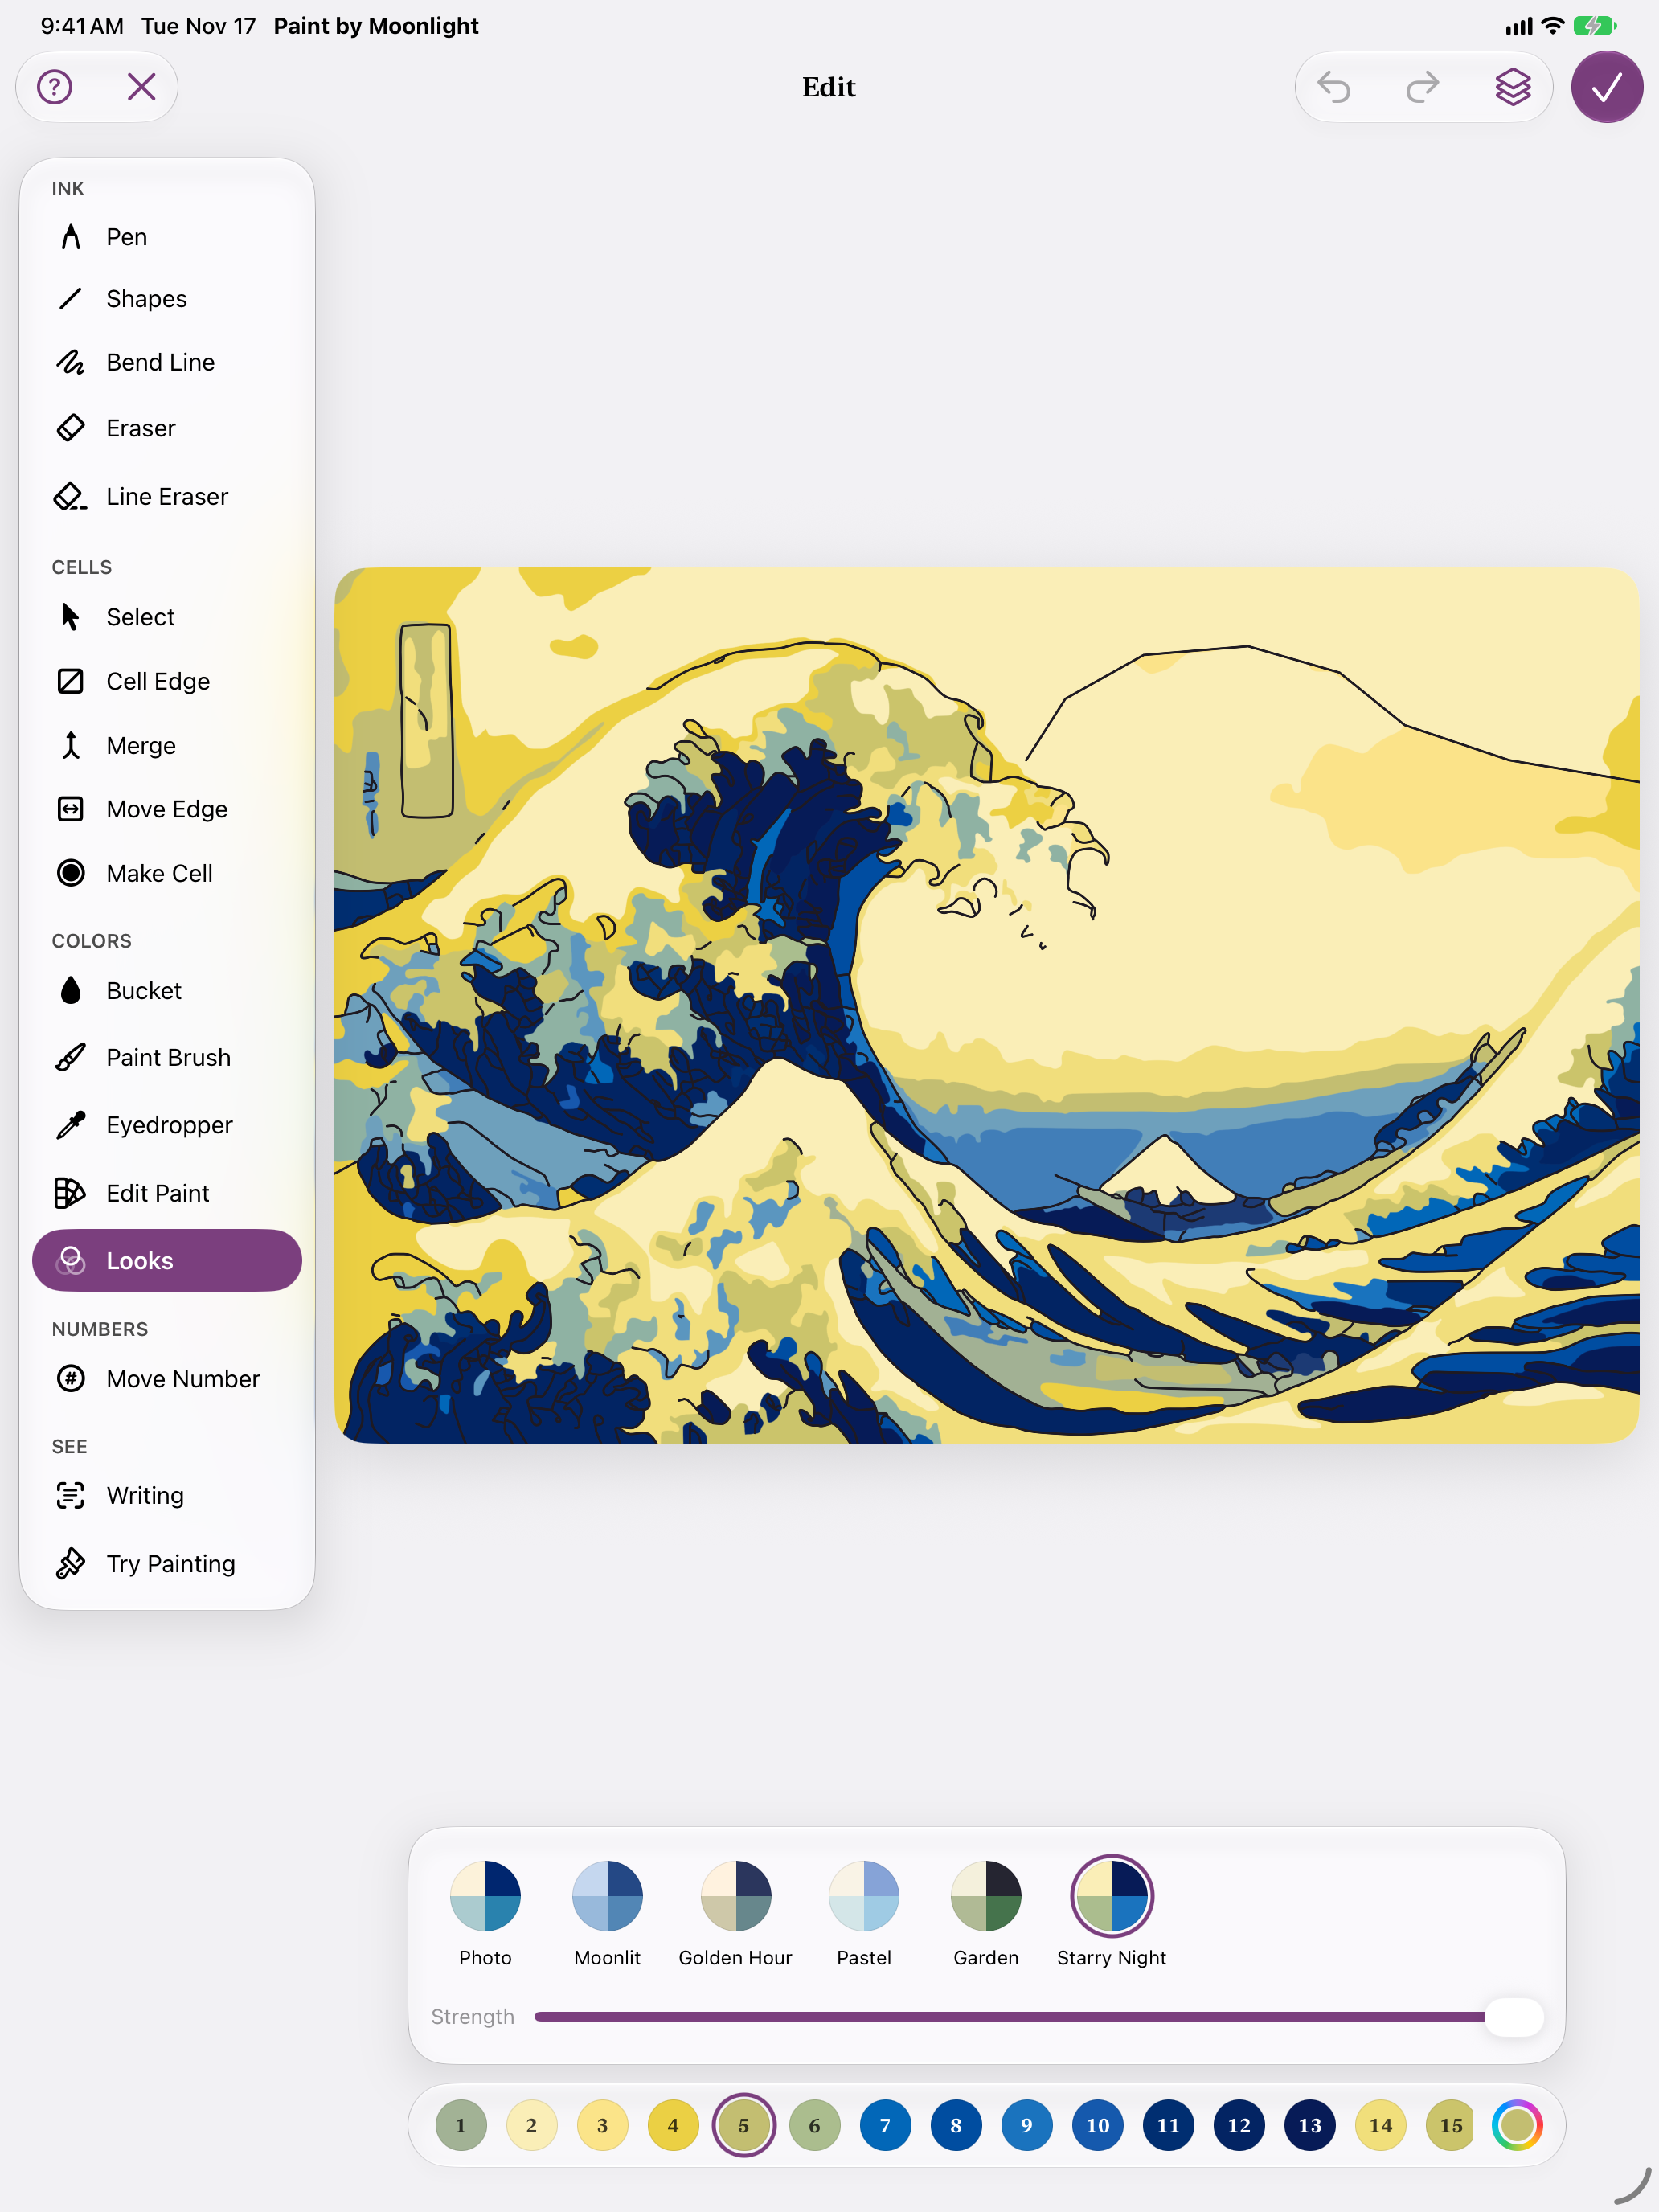 9:41 AM Tue Nov 17 Paint by Moonlight
Edit
INK
Pen
Shapes
Bend Line
Eraser
Line Eraser
CELLS
Select
Cell Edge
Merge
Move Edge
Make Cell
COLORS
Bucket
Paint Brush
Eyedropper
Edit Paint
Looks
NUMBERS
# Move Number
SEE
Writing
Try Painting
Photo Moonlit Golden Hour Pastel Garden Starry Night
Strength
1 2 3 4 5 6 7 8 9 10 11 12 13 14 15